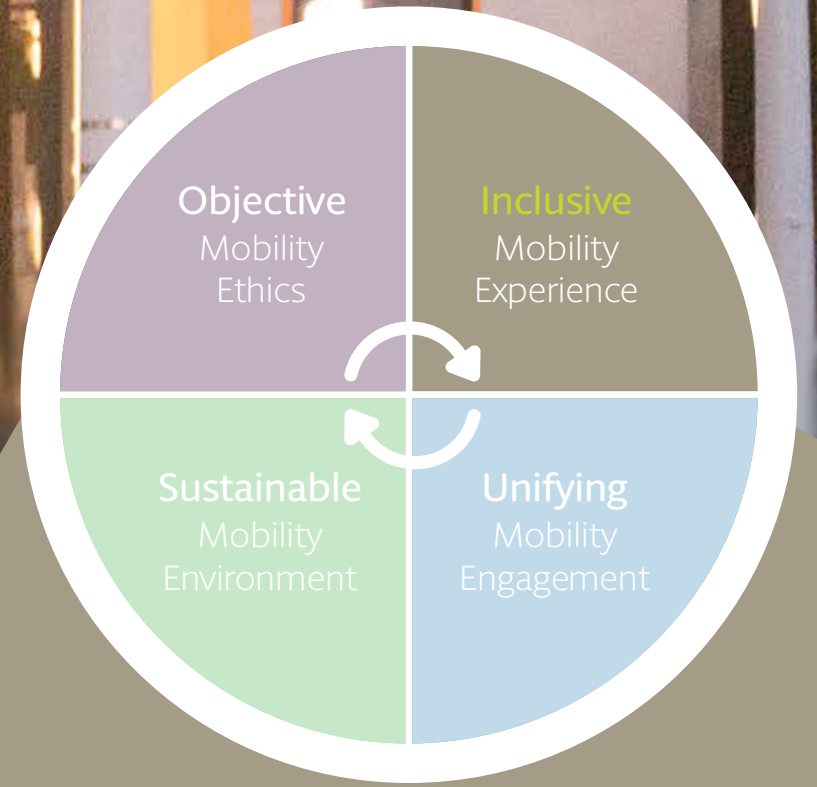 Objective
Mobility
Ethics
Inclusive
Mobility
Experience
Sustainable
Mobility
Environment
Unifying
Mobility
Engagement